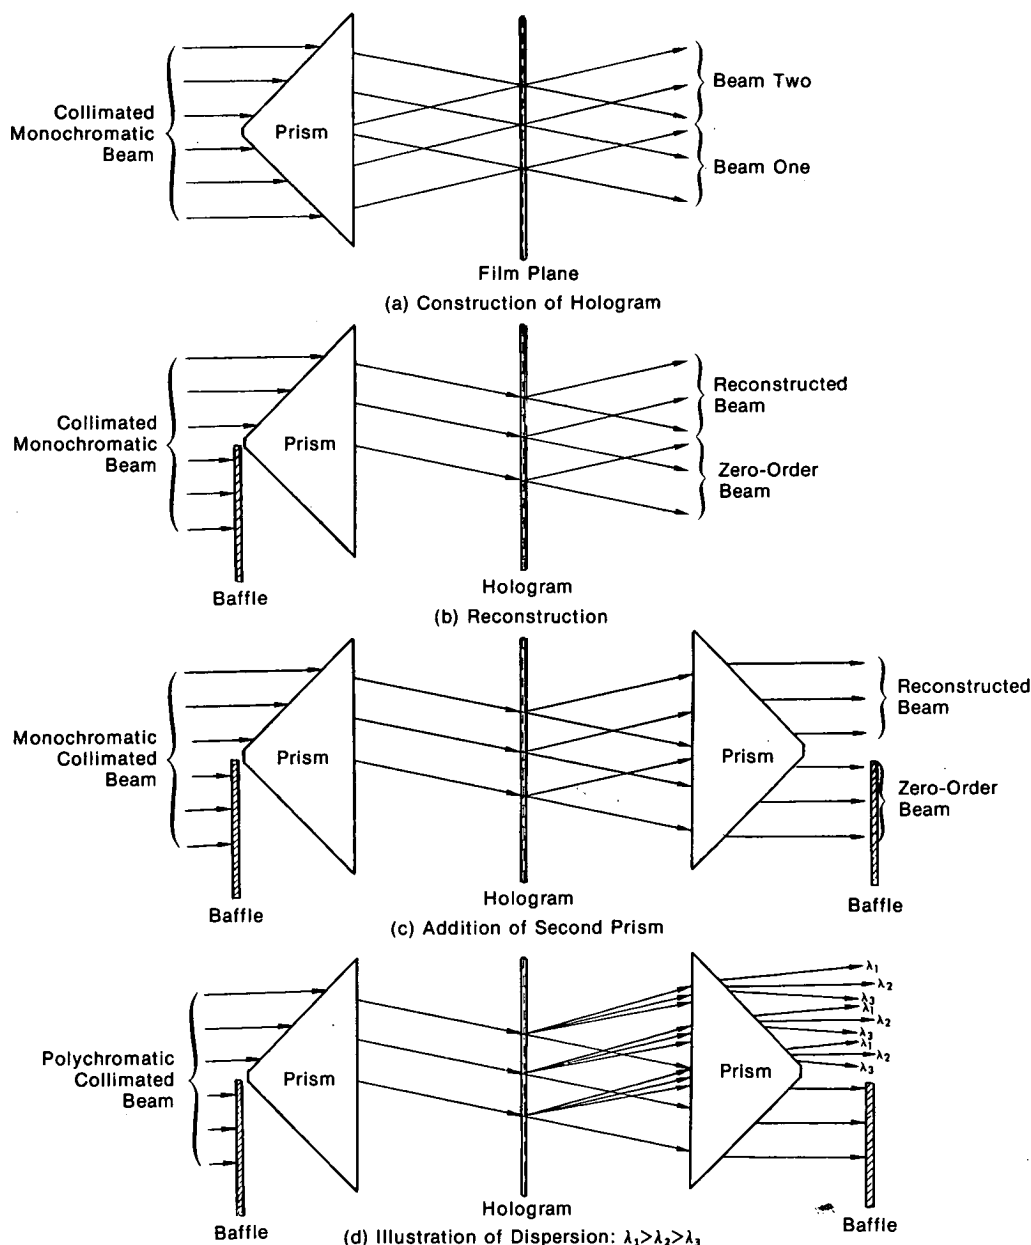 Collimated
Monochromatic
Beam
Prism
Beam Two
Beam One
Film Plane
(a) Construction of Hologram
Collimated
Monochromatic
Beam
Prism
Reconstructed
Beam
Zero-Order
Beam
Baffle
Hologram
(b) Reconstruction
Monochromatic
Collimated
Beam
Prism
Prism
Reconstructed
Beam
Zero-Order
Beam
Baffle
Hologram
Baffle
(c) Addition of Second Prism
Polychromatic
Collimated
Beam
Prism
Prism
λ₁
λ₂
λ₃
λ₁
λ₂
λ₃
λ₁
λ₂
λ₃
Baffle
Hologram
Baffle
(d) Illustration of Dispersion: λ₁>λ₂>λ₃